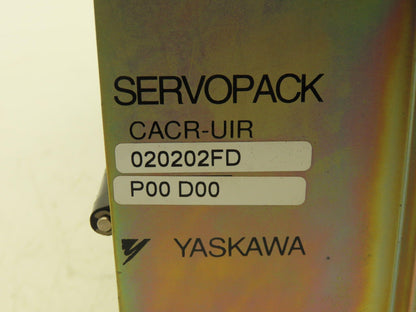 SERVOPACK
CACR-UIR
020202FD
P00 D00
YASKAWA